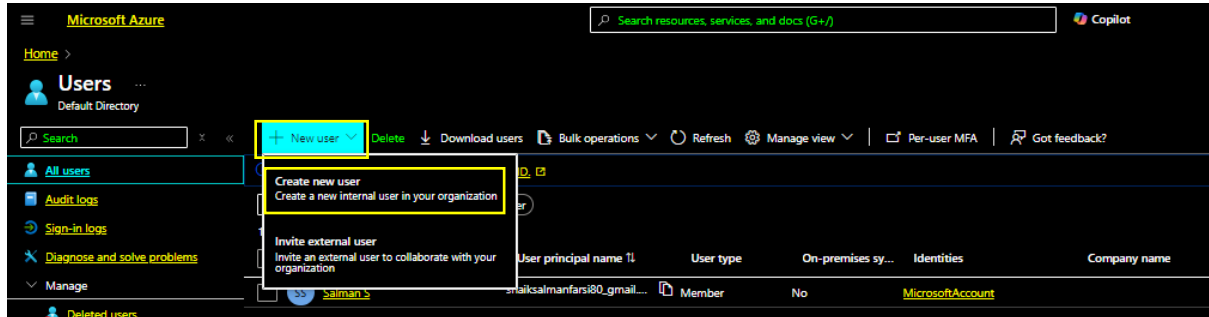 Microsoft Azure
Search resources, services, and docs (G+/)
Copilot
Home >
Users ...
Default Directory
Search
+ New user Delete Download users Bulk operations Refresh Manage view Per-user MFA Got feedback?
All users
Create new user
Create a new internal user in your organization
ID.
Audit logs
er
Sign-in logs
Invite external user
Invite an external user to collaborate with your
organization
Diagnose and solve problems
User principal name User type On-premises sy... Identities Company name
Manage
SS Salman S shaiksalmanfarsi80_gmail.... Member No MicrosoftAccount
Deleted users